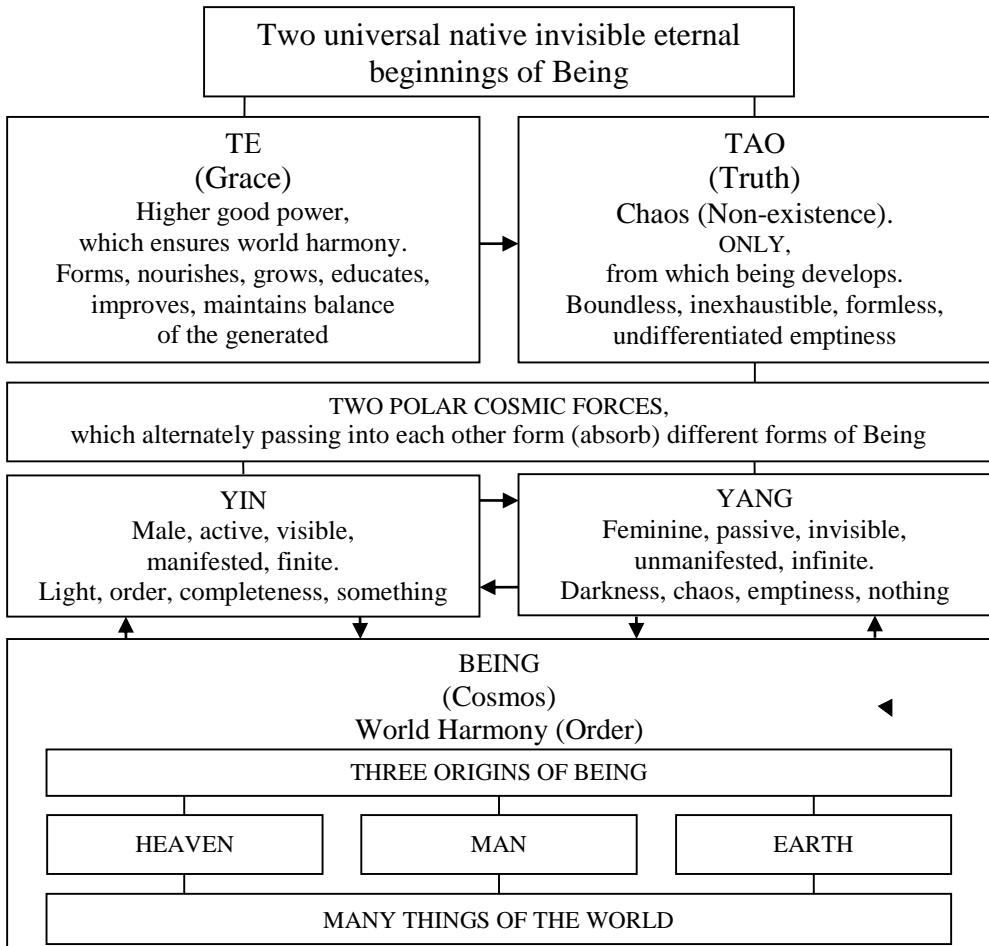 Two universal native invisible eternal
beginnings of Being
TE
(Grace)
Higher good power,
which ensures world harmony.
Forms, nourishes, grows, educates,
improves, maintains balance
of the generated
TAO
(Truth)
Chaos (Non-existence).
ONLY,
from which being develops.
Boundless, inexhaustible, formless,
undifferentiated emptiness
TWO POLAR COSMIC FORCES,
which alternately passing into each other form (absorb) different forms of Being
YIN
Male, active, visible,
manifested, finite.
Light, order, completeness, something
YANG
Feminine, passive, invisible,
unmanifested, infinite.
Darkness, chaos, emptiness, nothing
BEING
(Cosmos)
World Harmony (Order)
THREE ORIGINS OF BEING
HEAVEN
MAN
EARTH
MANY THINGS OF THE WORLD